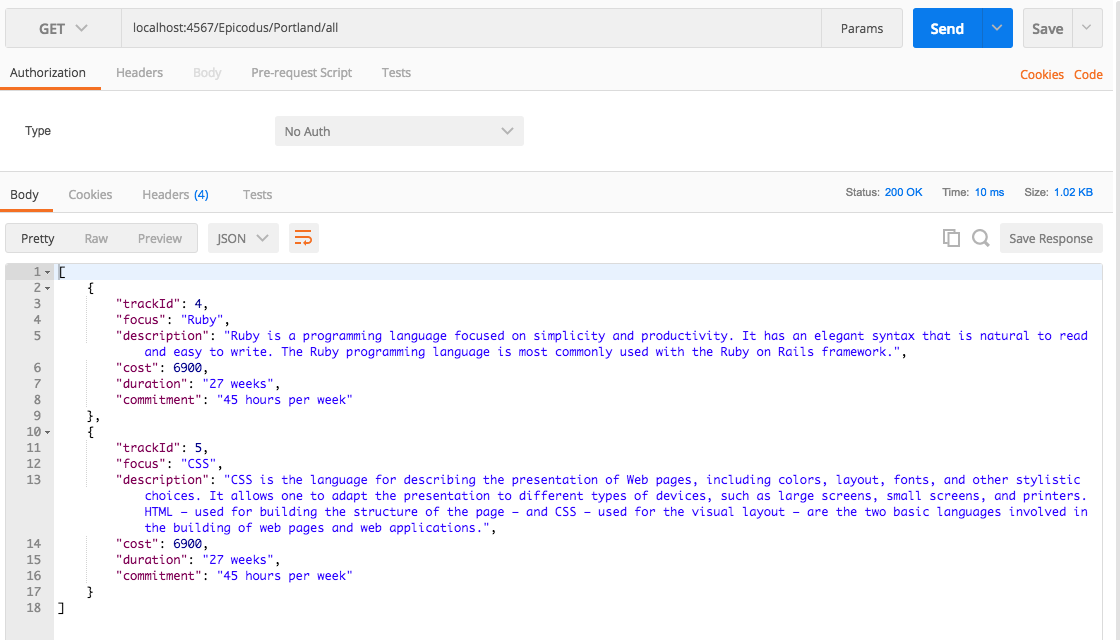 GET localhost:4567/Epicodus/Portland/all Params Send Save
Authorization Headers Body Pre-request Script Tests Cookies Code
Type No Auth
Body Cookies Headers (4) Tests Status: 200 OK Time: 10 ms Size: 1.02 KB
Pretty Raw Preview JSON Save Response
1 [
2 {
3 "trackId": 4,
4 "focus": "Ruby",
5 "description": "Ruby is a programming language focused on simplicity and productivity. It has an elegant syntax that is natural to read
and easy to write. The Ruby programming language is most commonly used with the Ruby on Rails framework.",
6 "cost": 6900,
7 "duration": "27 weeks",
8 "commitment": "45 hours per week"
9 },
10 {
11 "trackId": 5,
12 "focus": "CSS",
13 "description": "CSS is the language for describing the presentation of Web pages, including colors, layout, fonts, and other stylistic
choices. It allows one to adapt the presentation to different types of devices, such as large screens, small screens, and printers.
HTML – used for building the structure of the page – and CSS – used for the visual layout – are the two basic languages involved in
the building of web pages and web applications.",
14 "cost": 6900,
15 "duration": "27 weeks",
16 "commitment": "45 hours per week"
17 }
18 ]